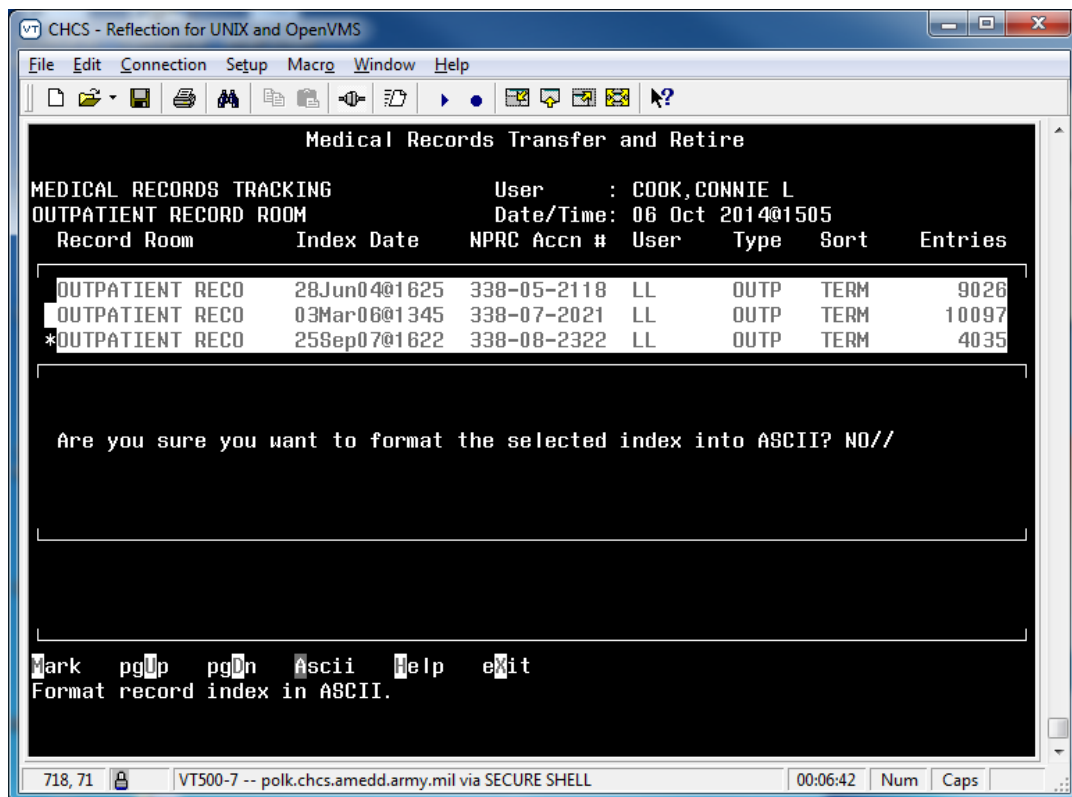 CHCS - Reflection for UNIX and OpenVMS
File Edit Connection Setup Macro Window Help
Medical Records Transfer and Retire
MEDICAL RECORDS TRACKING User : COOK,CONNIE L
OUTPATIENT RECORD ROOM Date/Time: 06 Oct 2014@1505
Record Room Index Date NPRC Accn # User Type Sort Entries
OUTPATIENT RECO 28Jun04@1625 338-05-2118 LL OUTP TERM 9026
OUTPATIENT RECO 03Mar06@1345 338-07-2021 LL OUTP TERM 10097
*OUTPATIENT RECO 25Sep07@1622 338-08-2322 LL OUTP TERM 4035
Are you sure you want to format the selected index into ASCII? NO//
Mark pgUp pgDn Ascii Help eXit
Format record index in ASCII.
718, 71 VT500-7 -- polk.chcs.amedd.army.mil via SECURE SHELL 00:06:42 Num Caps